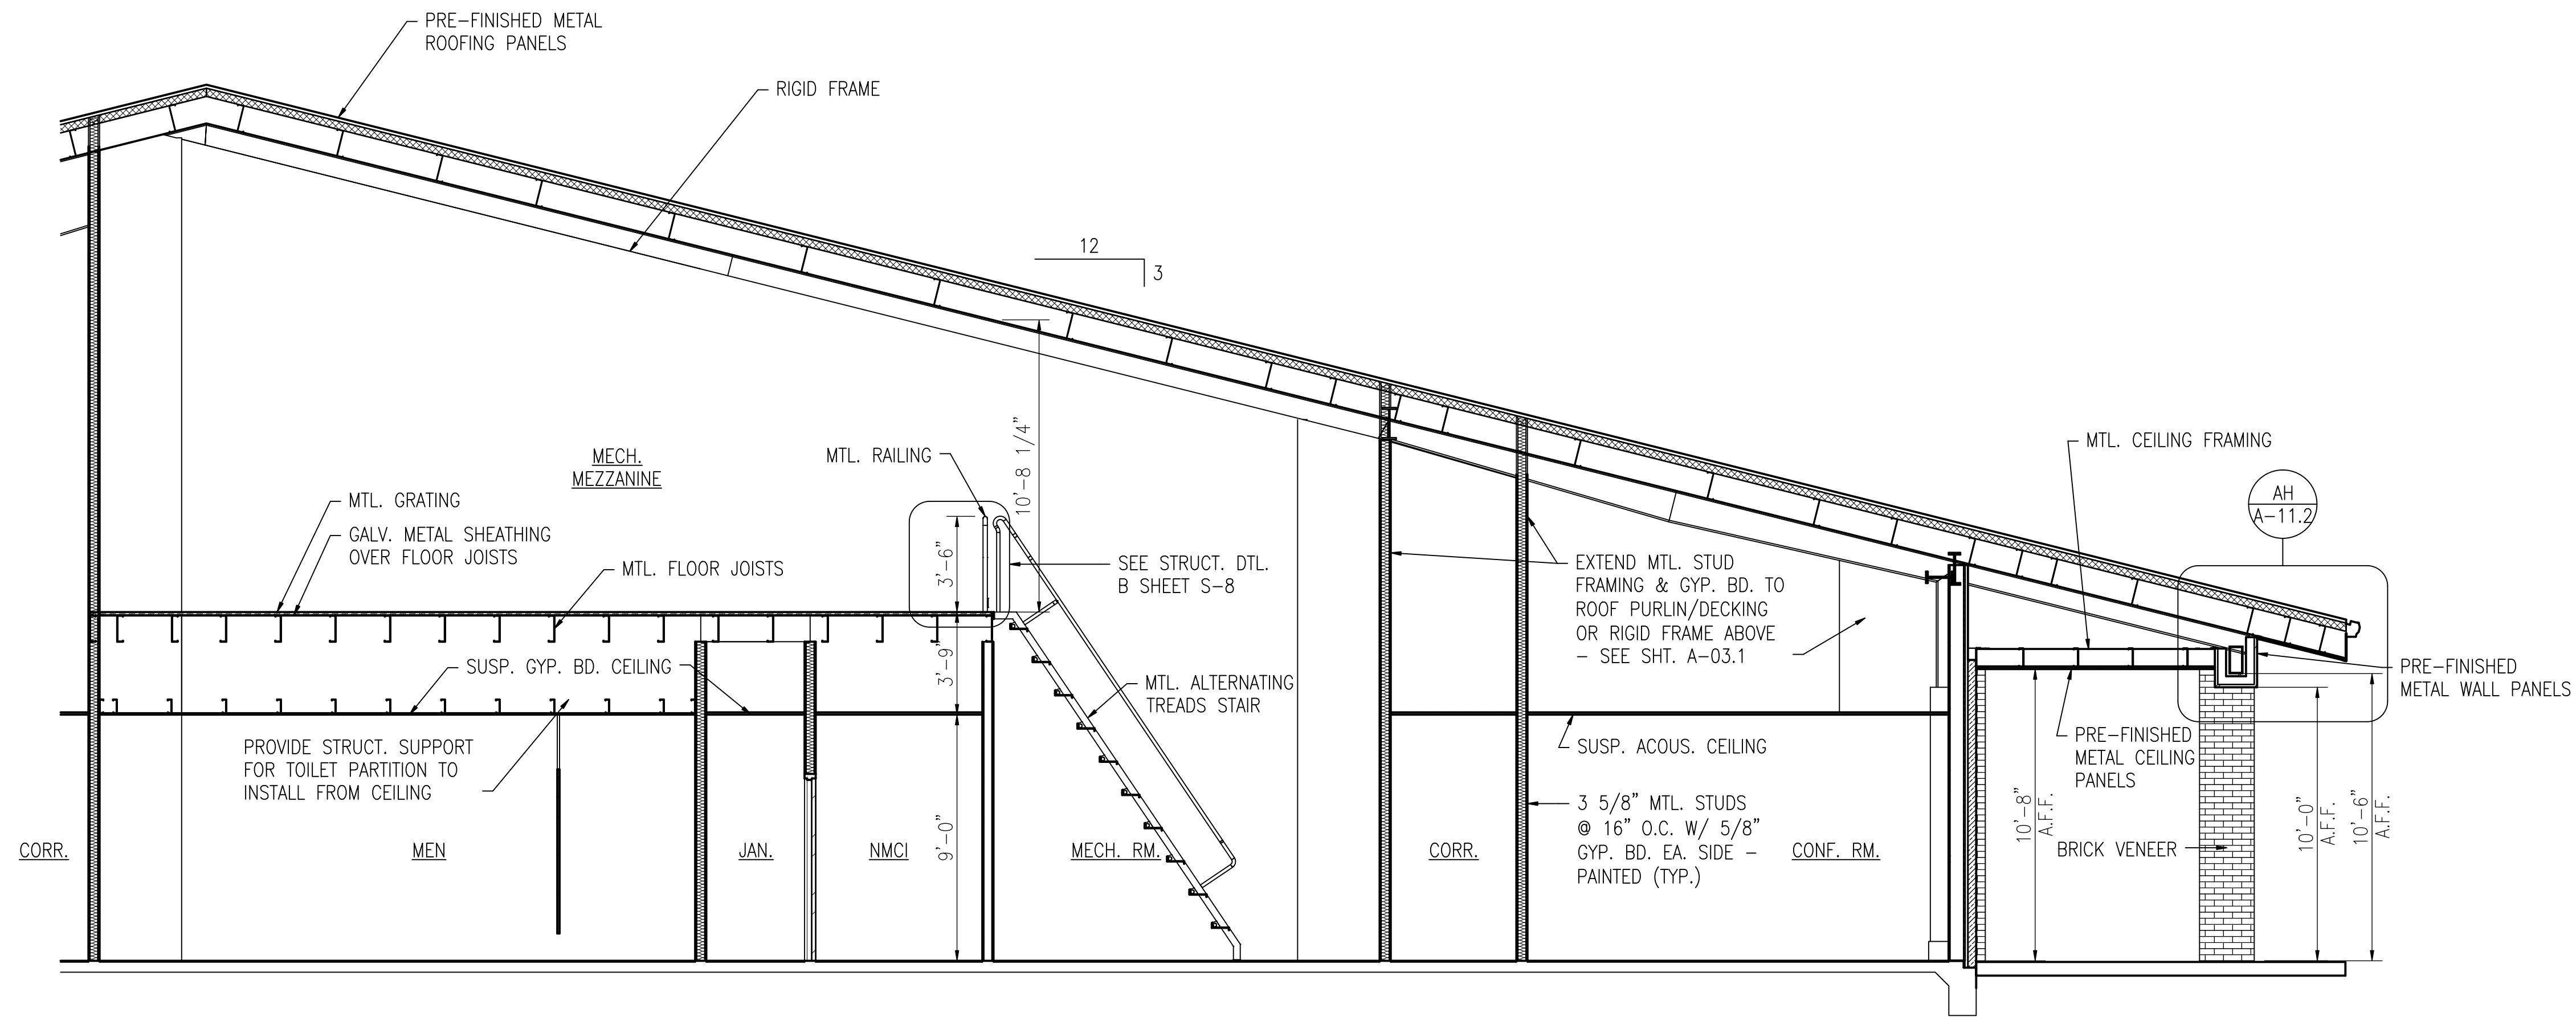 PRE-FINISHED METAL
ROOFING PANELS
RIGID FRAME
12
3
10'-8 1/4"
MECH.
MEZZANINE
MTL. RAILING
MTL. CEILING FRAMING
AH
A-11.2
MTL. GRATING
GALV. METAL SHEATHING
OVER FLOOR JOISTS
MTL. FLOOR JOISTS
3'-6"
SEE STRUCT. DTL.
B SHEET S-8
EXTEND MTL. STUD
FRAMING & GYP. BD. TO
ROOF PURLIN/DECKING
OR RIGID FRAME ABOVE
- SEE SHT. A-03.1
SUSP. GYP. BD. CEILING
3'-9"
MTL. ALTERNATING
TREADS STAIR
PRE-FINISHED
METAL WALL PANELS
PROVIDE STRUCT. SUPPORT
FOR TOILET PARTITION TO
INSTALL FROM CEILING
SUSP. ACOUS. CEILING
PRE-FINISHED
METAL CEILING
PANELS
3 5/8" MTL. STUDS
@ 16" O.C. W/ 5/8"
GYP. BD. EA. SIDE -
PAINTED (TYP.)
10'-8"
A.F.F.
10'-0"
A.F.F.
10'-6"
A.F.F.
BRICK VENEER
CORR.
MEN
JAN.
NMCI
9'-0"
MECH. RM.
CORR.
CONF. RM.